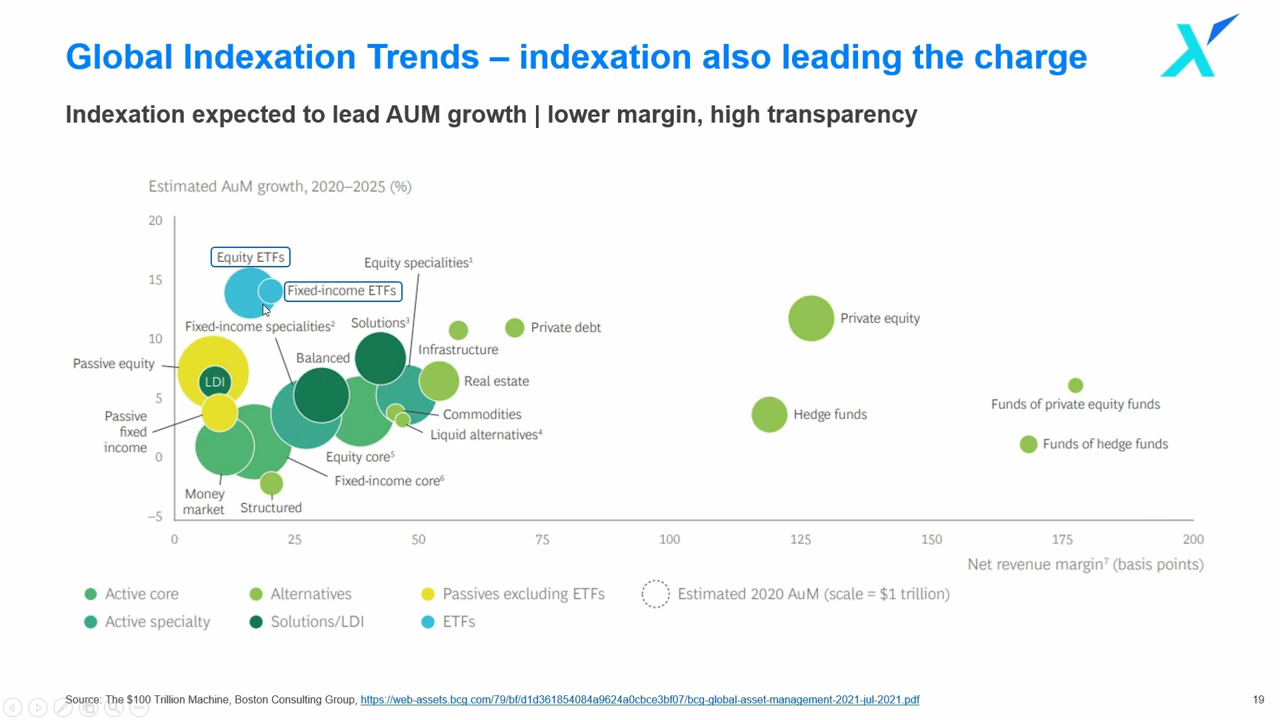 Global Indexation Trends – indexation also leading the charge
Indexation expected to lead AUM growth | lower margin, high transparency
Estimated AuM growth, 2020–2025 (%)
20
15
10
5
0
–5
Equity ETFs
Fixed-income ETFs
Equity specialities¹
Fixed-income specialities²
Solutions³
Infrastructure
Private debt
Private equity
Passive equity
LDI
Balanced
Real estate
Passive
fixed
income
Commodities
Liquid alternatives⁴
Hedge funds
Funds of private equity funds
Funds of hedge funds
Equity core⁵
Fixed-income core⁶
Money
market
Structured
0
25
50
75
100
125
150
175
200
Net revenue margin⁷ (basis points)
Active core
Alternatives
Passives excluding ETFs
Estimated 2020 AuM (scale = $1 trillion)
Active specialty
Solutions/LDI
ETFs
Source: The $100 Trillion Machine, Boston Consulting Group, https://web-assets.bcg.com/79/bf/d1d361854084a9624a0cbce3bf07/bcg-global-asset-management-2021-jul-2021.pdf
19